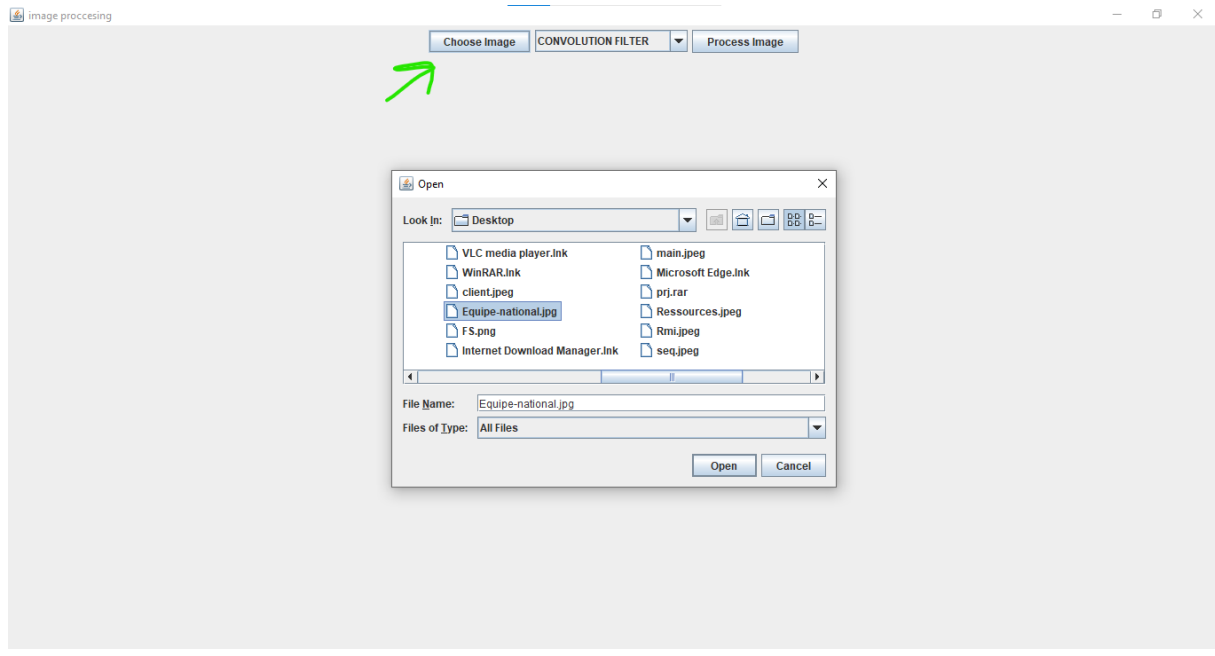 image proccesing
Choose Image CONVOLUTION FILTER Process Image
Open
Look In: Desktop
VLC media player.lnk main.jpeg
WinRAR.lnk Microsoft Edge.lnk
client.jpeg prj.rar
Equipe-national.jpg Ressources.jpeg
FS.png Rmi.jpeg
Internet Download Manager.lnk seq.jpeg
File Name: Equipe-national.jpg
Files of Type: All Files
Open Cancel